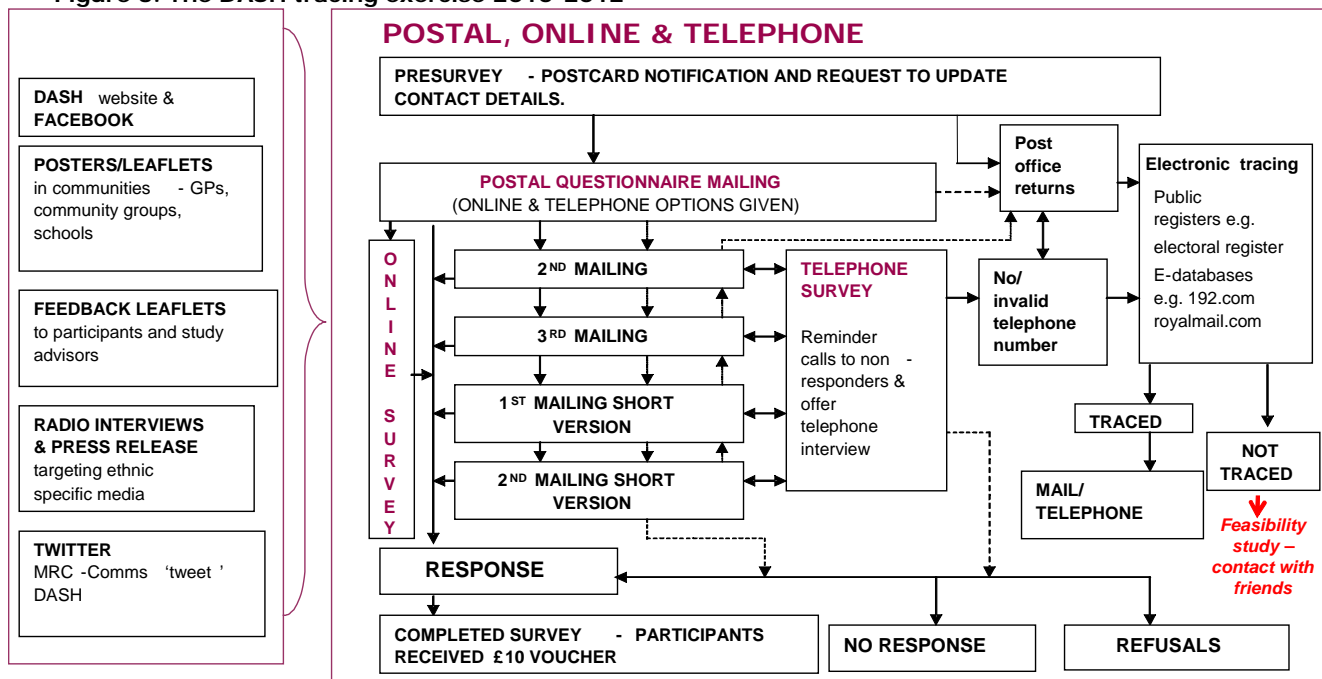 POSTAL, ONLINE & TELEPHONE
DASH website &
FACEBOOK
POSTERS/LEAFLETS
in communities - GPs,
community groups,
schools
FEEDBACK LEAFLETS
to participants and study
advisors
RADIO INTERVIEWS
& PRESS RELEASE
targeting ethnic
specific media
TWITTER
MRC -Comms ‘tweet ’
DASH
PRESURVEY - POSTCARD NOTIFICATION AND REQUEST TO UPDATE
CONTACT DETAILS.
POSTAL QUESTIONNAIRE MAILING
(ONLINE & TELEPHONE OPTIONS GIVEN)
ONLINE SURVEY
2ND MAILING
3RD MAILING
1ST MAILING SHORT
VERSION
2ND MAILING SHORT
VERSION
TELEPHONE
SURVEY
Reminder
calls to non -
responders &
offer
telephone
interview
Post
office
returns
No/
invalid
telephone
number
Electronic tracing
Public
registers e.g.
electoral register
E-databases
e.g. 192.com
royalmail.com
TRACED
NOT
TRACED
MAIL/
TELEPHONE
Feasibility
study –
contact with
friends
RESPONSE
COMPLETED SURVEY - PARTICIPANTS
RECEIVED £10 VOUCHER
NO RESPONSE
REFUSALS